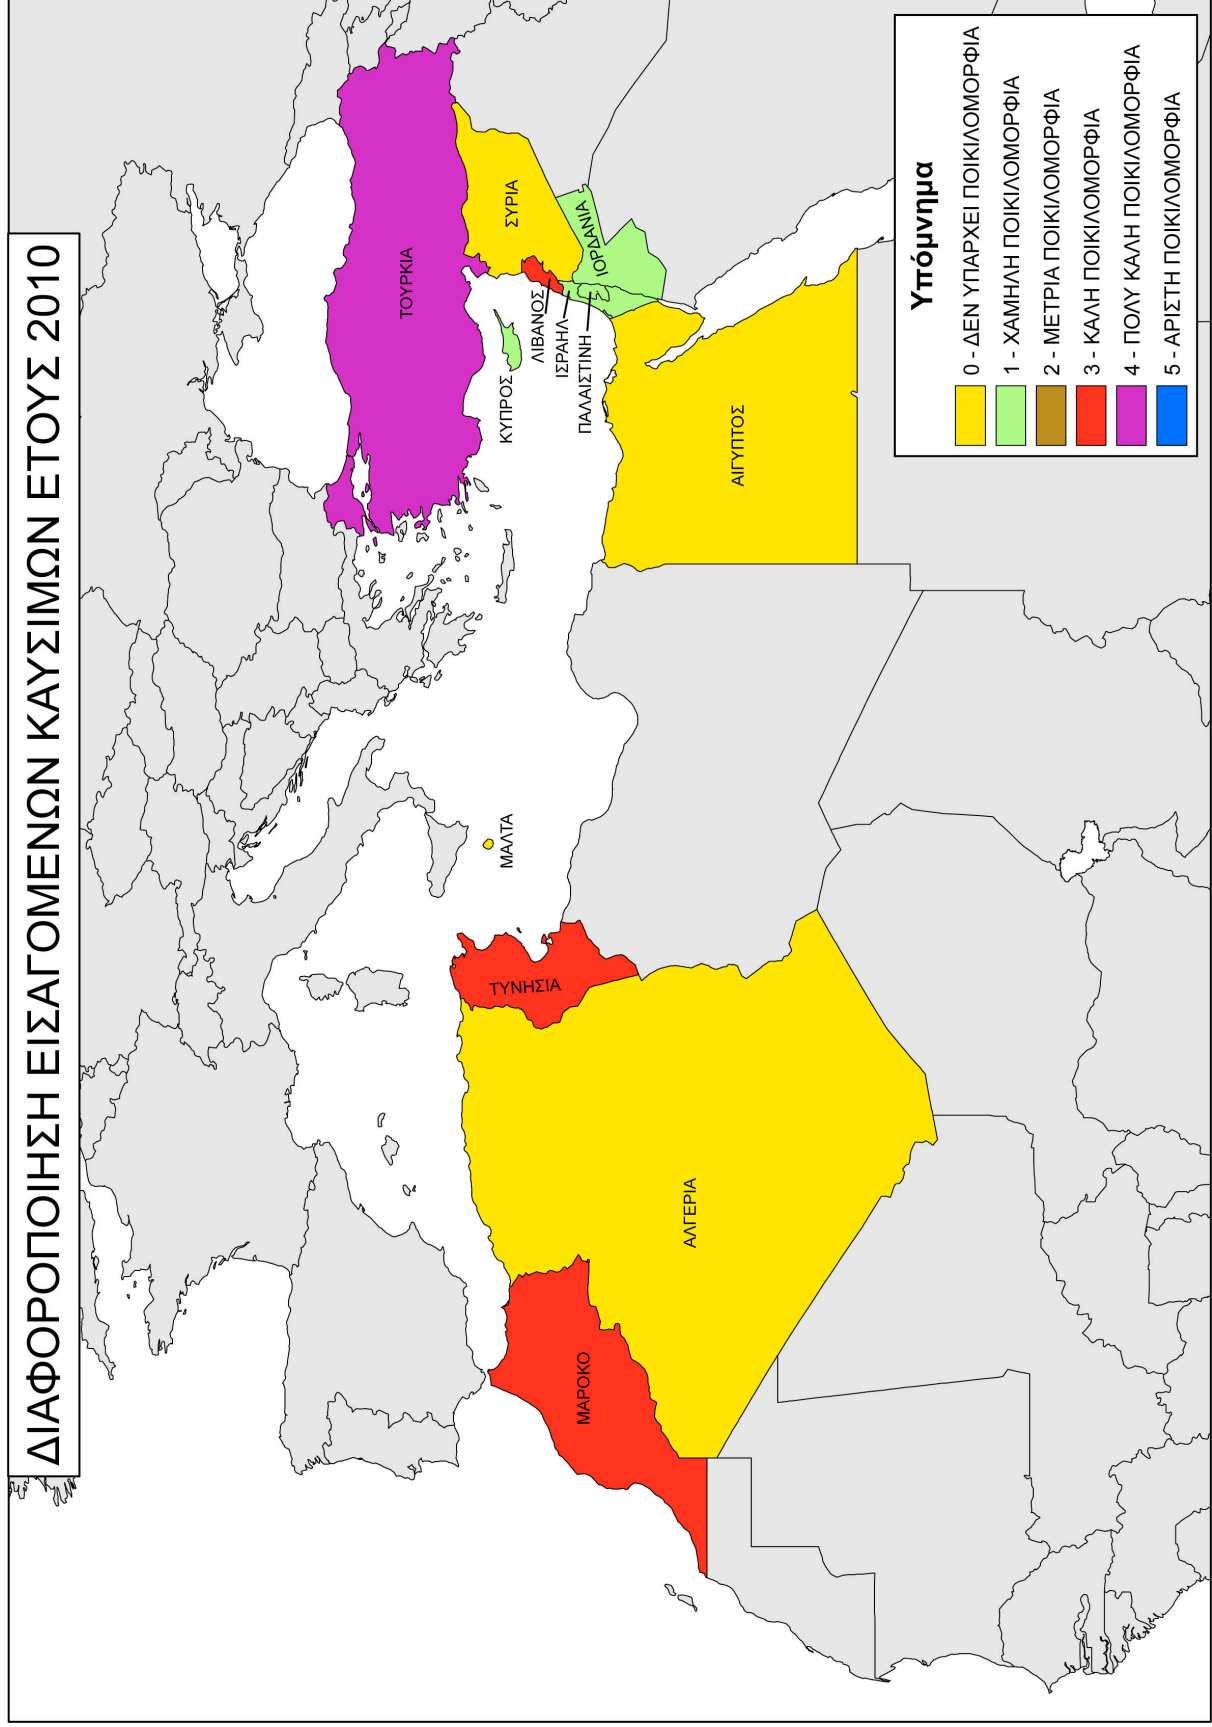 ΔΙΑΦΟΡΟΠΟΙΗΣΗ ΕΙΣΑΓΟΜΕΝΩΝ ΚΑΥΣΙΜΩΝ ΕΤΟΥΣ 2010
ΤΟΥΡΚΙΑ
ΚΥΠΡΟΣ
ΣΥΡΙΑ
ΛΙΒΑΝΟΣ
ΙΣΡΑΗΛ
ΠΑΛΑΙΣΤΙΝΗ
ΙΟΡΔΑΝΙΑ
ΜΑΛΤΑ
ΤΥΝΗΣΙΑ
ΜΑΡΟΚΟ
ΑΛΓΕΡΙΑ
ΑΙΓΥΠΤΟΣ
Υπόμνημα
0 - ΔΕΝ ΥΠΑΡΧΕΙ ΠΟΙΚΙΛΟΜΟΡΦΙΑ
1 - ΧΑΜΗΛΗ ΠΟΙΚΙΛΟΜΟΡΦΙΑ
2 - ΜΕΤΡΙΑ ΠΟΙΚΙΛΟΜΟΡΦΙΑ
3 - ΚΑΛΗ ΠΟΙΚΙΛΟΜΟΡΦΙΑ
4 - ΠΟΛΥ ΚΑΛΗ ΠΟΙΚΙΛΟΜΟΡΦΙΑ
5 - ΑΡΙΣΤΗ ΠΟΙΚΙΛΟΜΟΡΦΙΑ